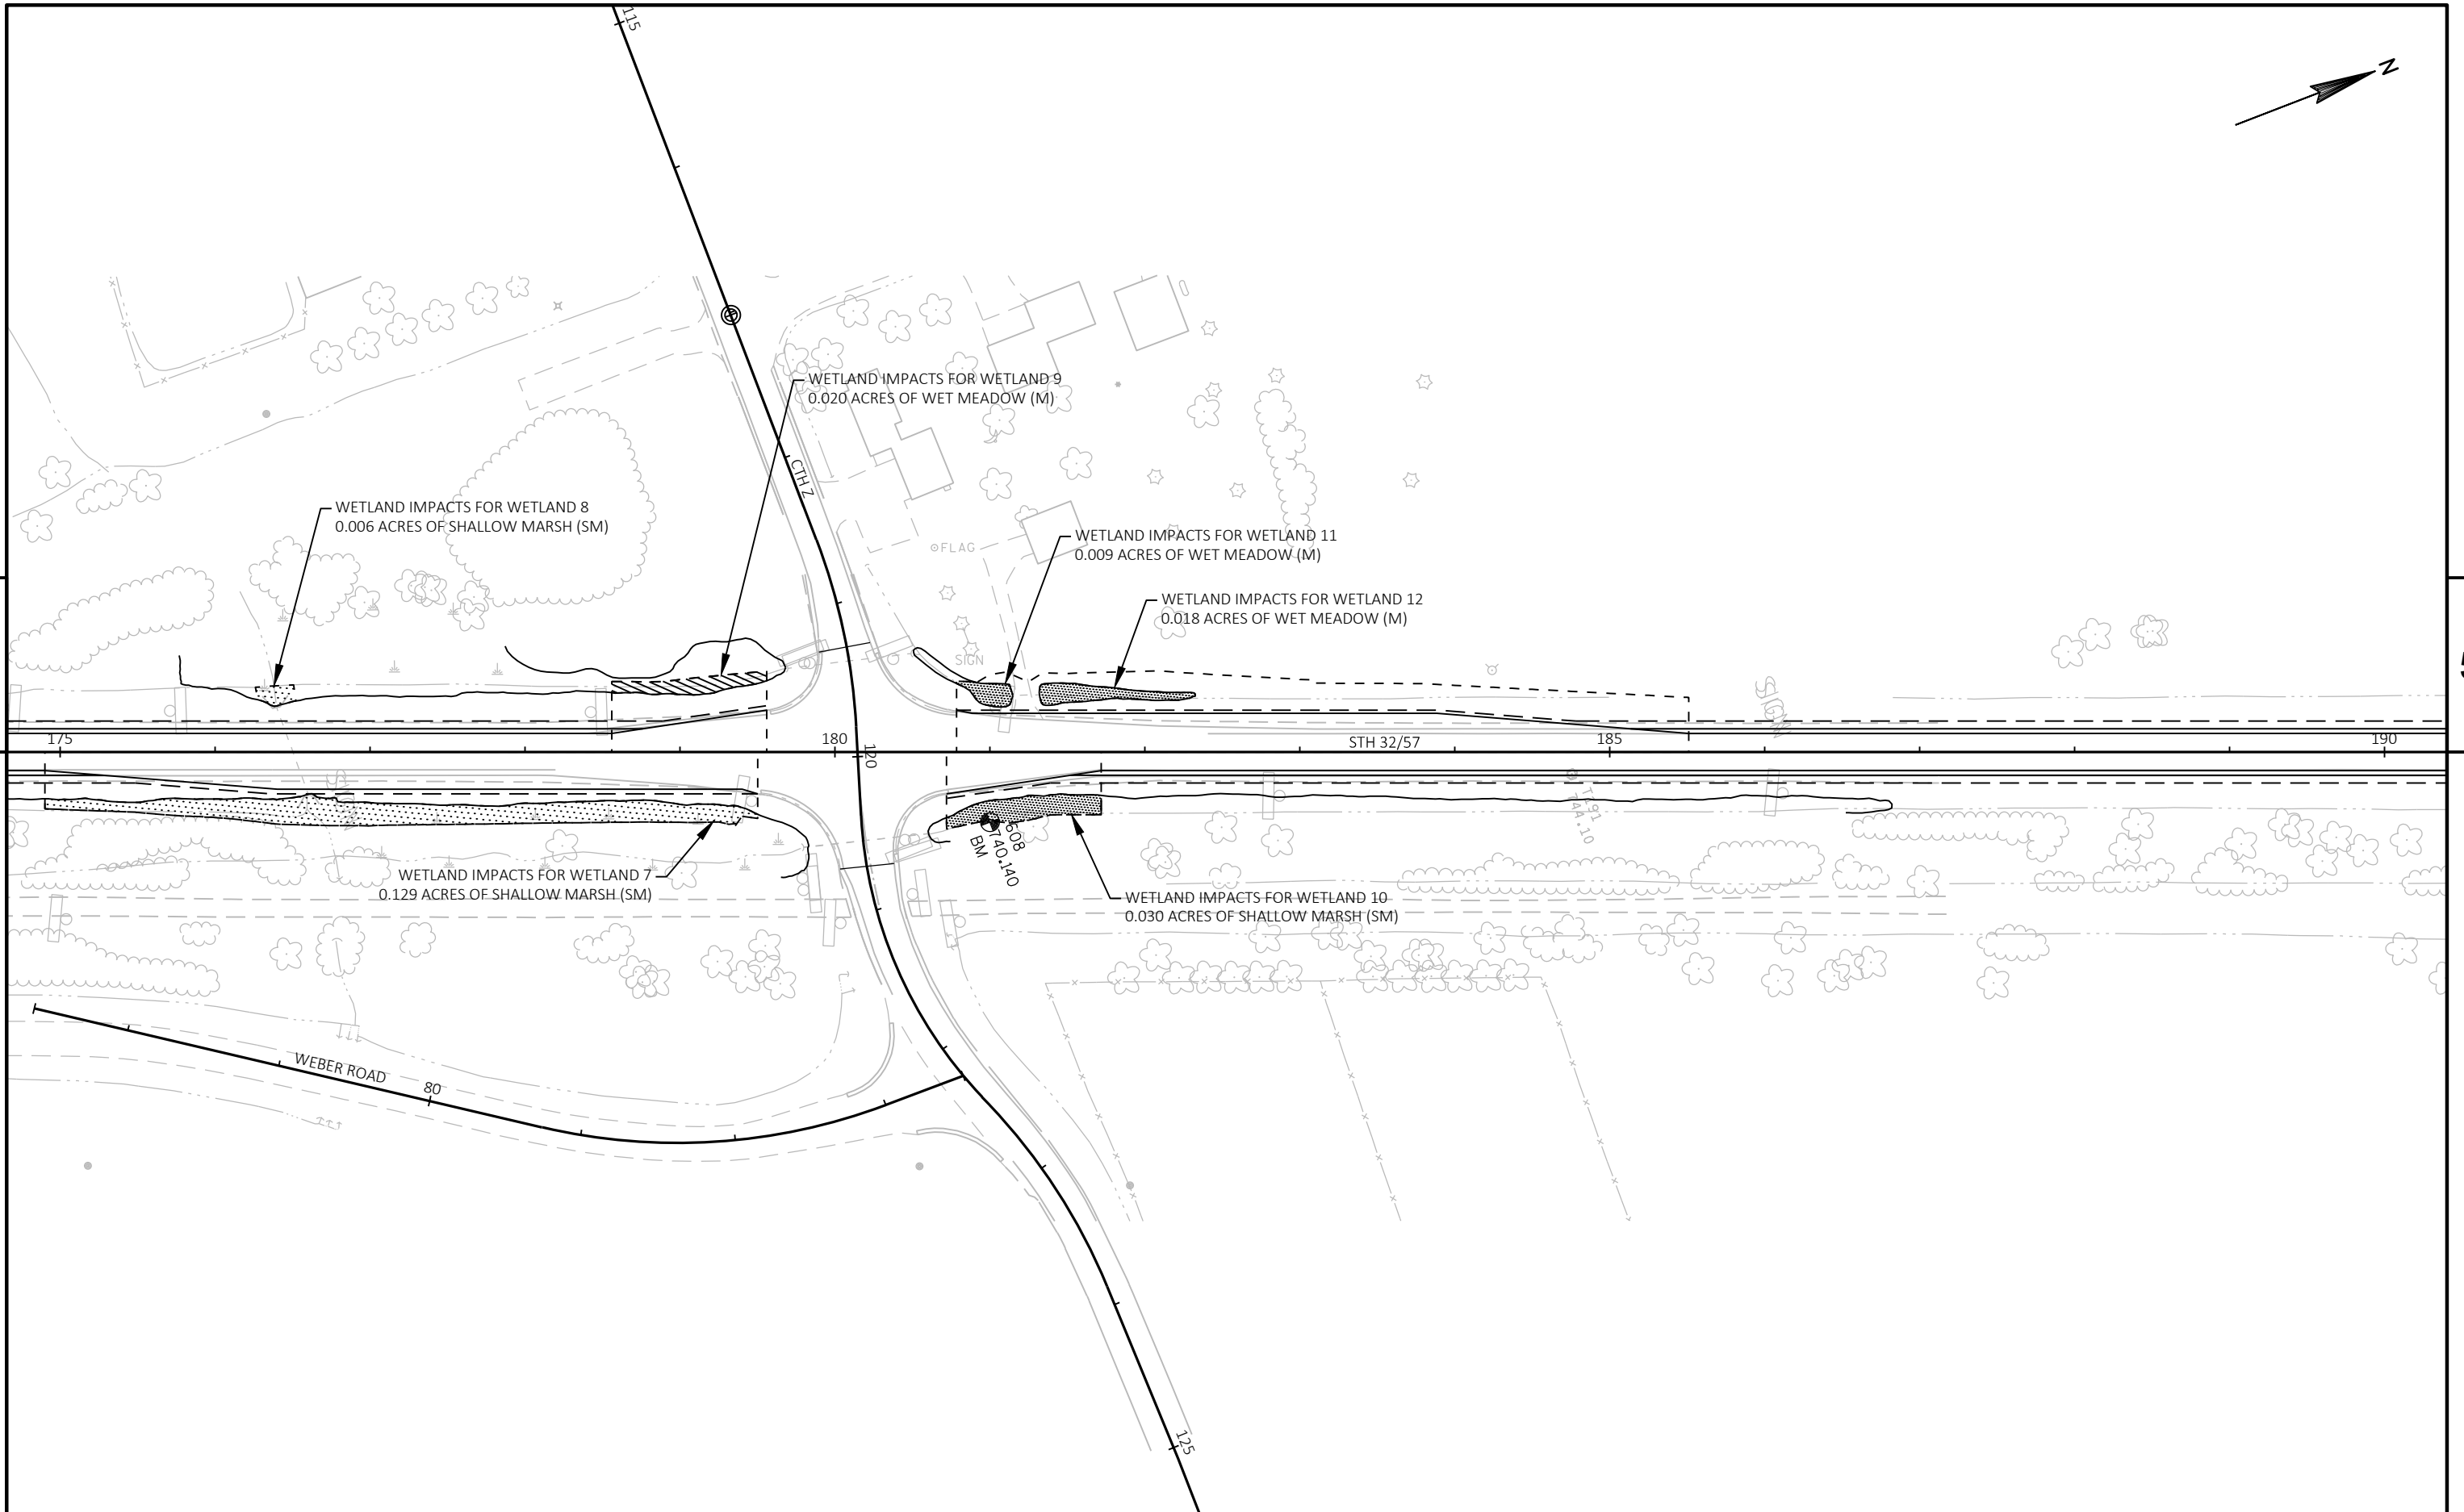 115
N
WETLAND IMPACTS FOR WETLAND 9
0.020 ACRES OF WET MEADOW (M)
CTH Z
WETLAND IMPACTS FOR WETLAND 8
0.006 ACRES OF SHALLOW MARSH (SM)
WETLAND IMPACTS FOR WETLAND 11
0.009 ACRES OF WET MEADOW (M)
FLAG
WETLAND IMPACTS FOR WETLAND 12
0.018 ACRES OF WET MEADOW (M)
SIGN
SIGN
175
180
120
STH 32/57
185
190
608
740.140
BM
T.91
744.10
WETLAND IMPACTS FOR WETLAND 7
0.129 ACRES OF SHALLOW MARSH (SM)
WETLAND IMPACTS FOR WETLAND 10
0.030 ACRES OF SHALLOW MARSH (SM)
WEBER ROAD
80
125